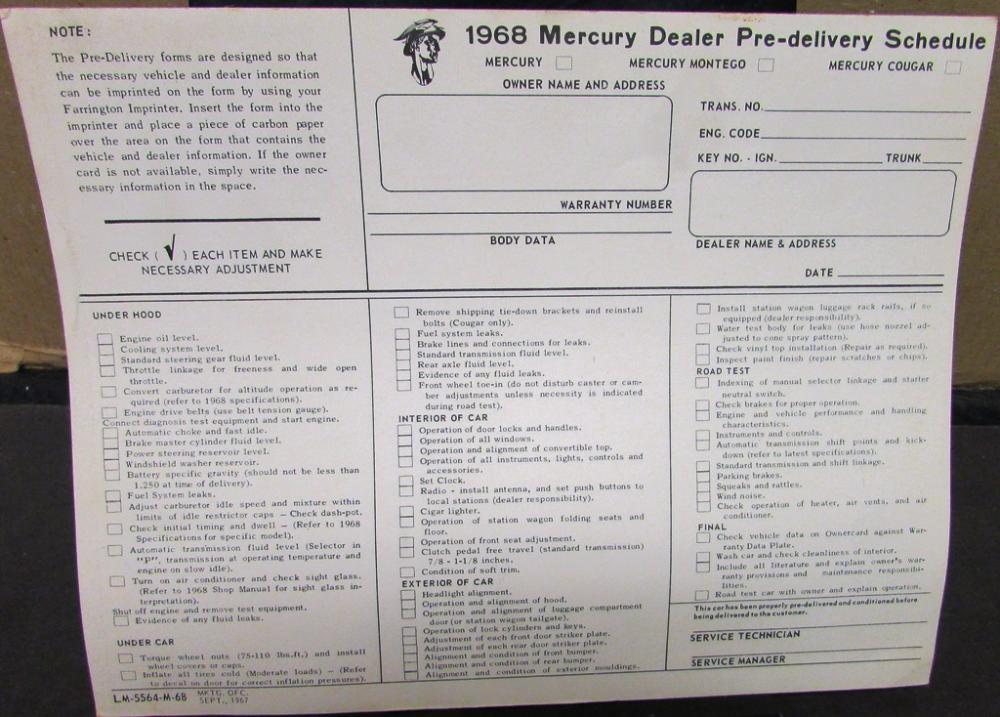 NOTE:
The Pre-Delivery forms are designed so that
the necessary vehicle and dealer information
can be imprinted on the form by using your
Farrington Imprinter. Insert the form into the
imprinter and place a piece of carbon paper
over the area on the form that contains the
vehicle and dealer information. If the owner
card is not available, simply write the nec-
essary information in the space.
CHECK ( √ ) EACH ITEM AND MAKE
NECESSARY ADJUSTMENT
1968 Mercury Dealer Pre-delivery Schedule
MERCURY MERCURY MONTEGO MERCURY COUGAR
OWNER NAME AND ADDRESS
WARRANTY NUMBER
BODY DATA
TRANS. NO.
ENG. CODE
KEY NO. - IGN. TRUNK
DEALER NAME & ADDRESS
DATE
UNDER HOOD
Engine oil level.
Cooling system level.
Standard steering gear fluid level.
Throttle linkage for freeness and wide open
throttle.
Convert carburetor for altitude operation as re-
quired (refer to 1968 specifications).
Engine drive belts (use belt tension gauge).
Connect diagnosis test equipment and start engine.
Automatic choke and fast idle.
Brake master cylinder fluid level.
Power steering reservoir level.
Windshield washer reservoir.
Battery specific gravity (should not be less than
1.250 at time of delivery).
Fuel System leaks.
Adjust carburetor idle speed and mixture within
limits of idle restrictor caps - Check dash-pot.
Check initial timing and dwell - (Refer to 1968
Specifications for specific model).
Automatic transmission fluid level (Selector in
"P", transmission at operating temperature and
engine on slow idle).
Turn on air conditioner and check sight glass.
(Refer to 1968 Shop Manual for sight glass in-
terpretation).
Shut off engine and remove test equipment.
Evidence of any fluid leaks.
UNDER CAR
Torque wheel nuts (75-110 lbs.ft.) and install
wheel covers or caps.
Inflate all tires cold (Moderate loads) - (Refer
to decal on door for correct inflation pressures).
LM-5564-M-68 MKTG. OFC.
SEPT., 1967
Remove shipping tie-down brackets and reinstall
bolts (Cougar only).
Fuel system leaks.
Brake lines and connections for leaks.
Standard transmission fluid level.
Rear axle fluid level.
Evidence of any fluid leaks.
Front wheel toe-in (do not disturb caster or cam-
ber adjustments unless necessity is indicated
during road test).
INTERIOR OF CAR
Operation of door locks and handles.
Operation of all windows.
Operation and alignment of convertible top.
Operation of all instruments, lights, controls and
accessories.
Set Clock.
Radio - install antenna, and set push buttons to
local stations (dealer responsibility).
Cigar lighter.
Operation of station wagon folding seats and
floor.
Operation of front seat adjustment.
Clutch pedal free travel (standard transmission)
7/8 - 1-1/8 inches.
Condition of soft trim.
EXTERIOR OF CAR
Headlight alignment.
Operation and alignment of hood.
Operation and alignment of luggage compartment
door (or station wagon tailgate).
Operation of lock cylinders and keys.
Adjustment of each front door striker plate.
Adjustment of each rear door striker plate.
Alignment and condition of front bumper.
Alignment and condition of rear bumper.
Alignment and condition of exterior mouldings.
Install station wagon luggage rack rails, if so
equipped (dealer responsibility).
Water test body for leaks (use hose nozzel ad-
justed to cone spray pattern).
Check vinyl top installation (Repair as required).
Inspect paint finish (repair scratches or chips).
ROAD TEST
Indexing of manual selector linkage and starter
neutral switch.
Check brakes for proper operation.
Engine and vehicle performance and handling
characteristics.
Instruments and controls.
Automatic transmission shift points and kick-
down (refer to latest specifications).
Standard transmission and shift linkage.
Parking brakes.
Squeaks and rattles.
Wind noise.
Check operation of heater, air vents, and air
conditioner.
FINAL
Check vehicle data on Ownercard against War-
ranty Data Plate.
Wash car and check cleanliness of interior.
Include all literature and explain owner's war-
ranty provisions and maintenance responsibi-
lities.
Road test car with owner and explain operation.
This car has been properly pre-delivered and conditioned before
being delivered to the customer.
SERVICE TECHNICIAN
SERVICE MANAGER